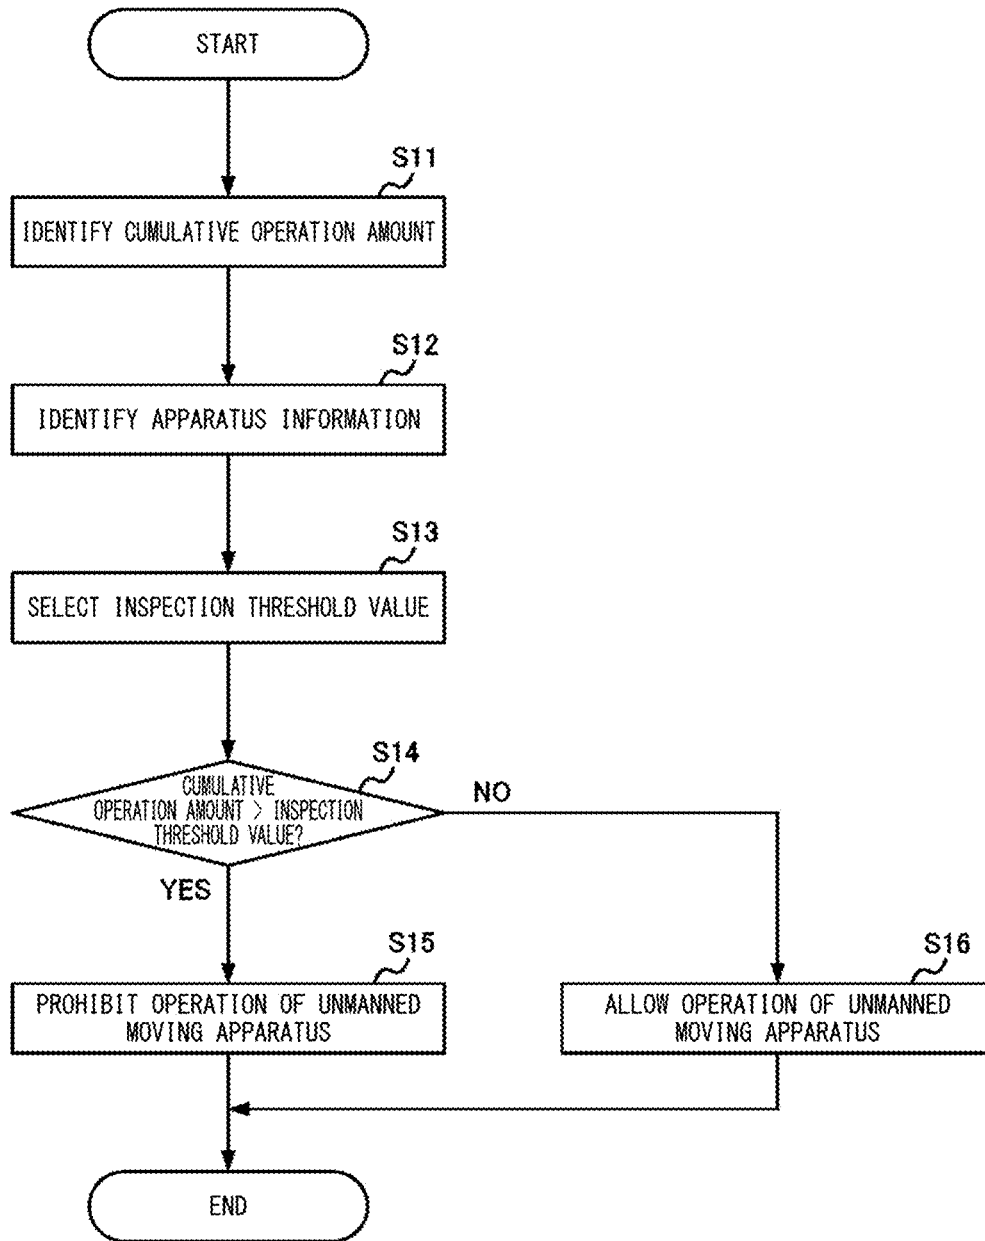 START
S11
IDENTIFY CUMULATIVE OPERATION AMOUNT
S12
IDENTIFY APPARATUS INFORMATION
S13
SELECT INSPECTION THRESHOLD VALUE
S14
CUMULATIVE
OPERATION AMOUNT > INSPECTION
THRESHOLD VALUE?
NO
YES
S15
PROHIBIT OPERATION OF UNMANNED
MOVING APPARATUS
S16
ALLOW OPERATION OF UNMANNED
MOVING APPARATUS
END